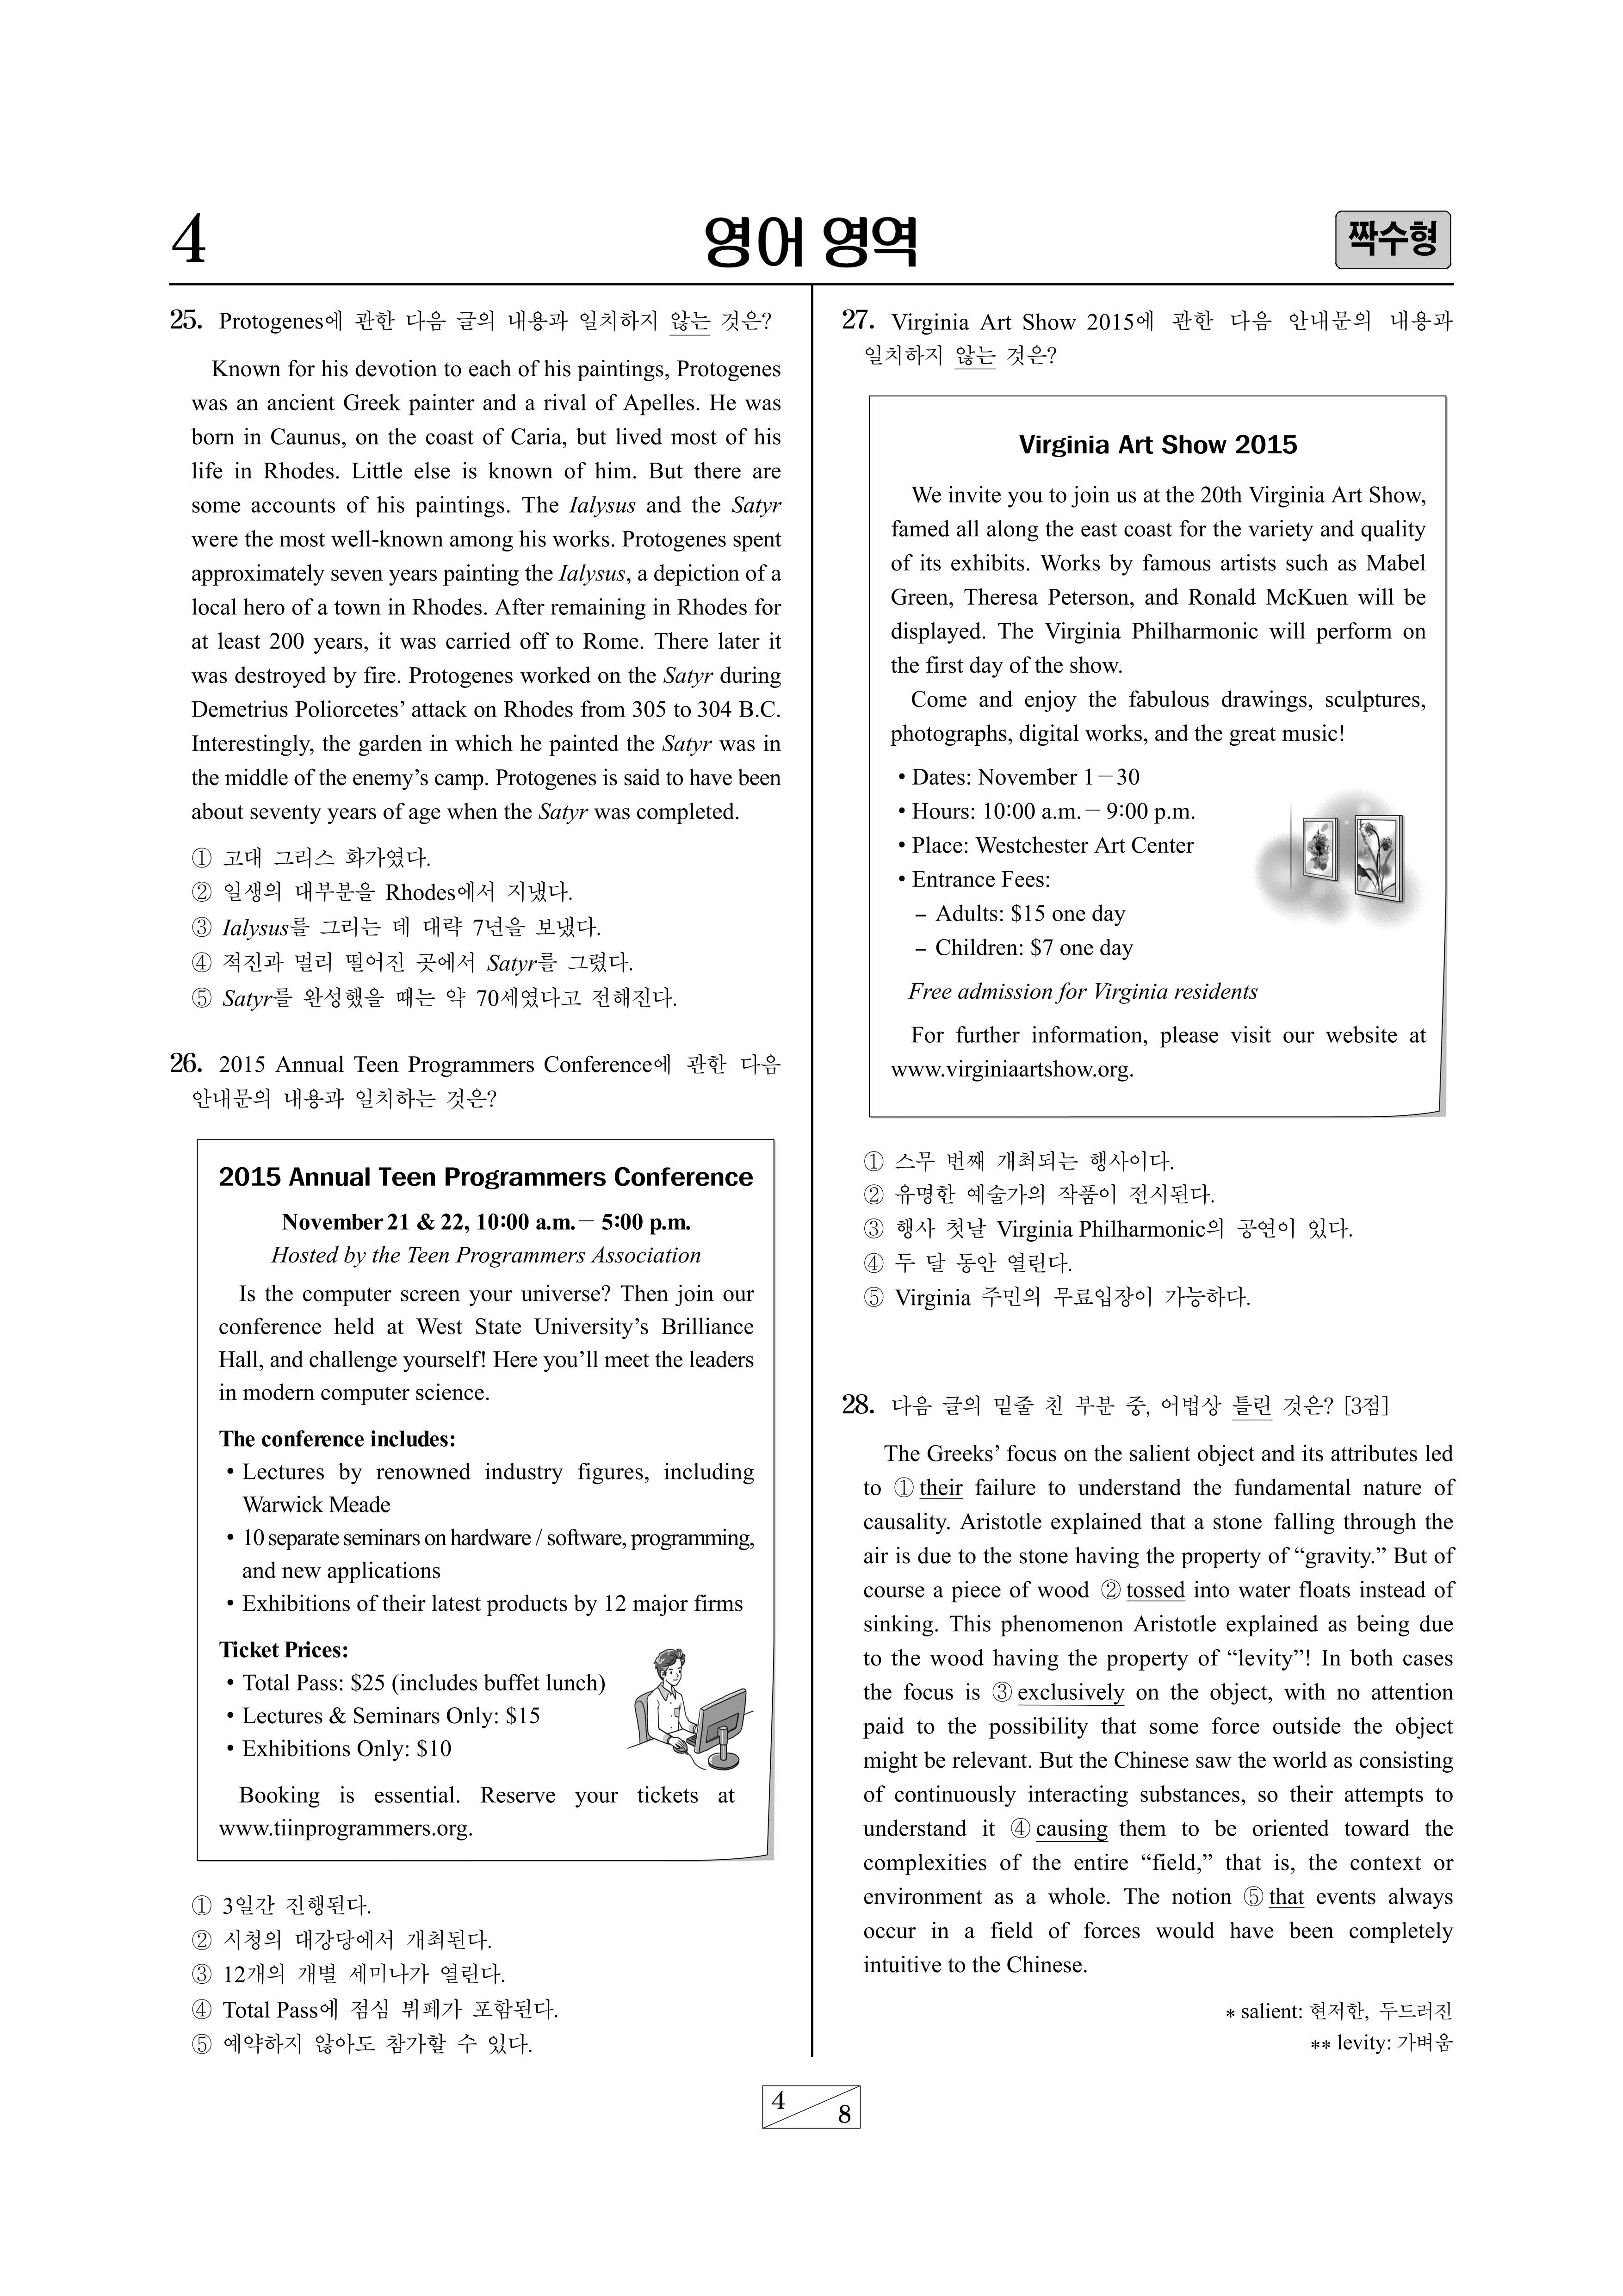 4
영어 영역
짝수형
25. Protogenes에 관한 다음 글의 내용과 일치하지 않는 것은?
Known for his devotion to each of his paintings, Protogenes
was an ancient Greek painter and a rival of Apelles. He was
born in Caunus, on the coast of Caria, but lived most of his
life in Rhodes. Little else is known of him. But there are
some accounts of his paintings. The Ialysus and the Satyr
were the most well-known among his works. Protogenes spent
approximately seven years painting the Ialysus, a depiction of a
local hero of a town in Rhodes. After remaining in Rhodes for
at least 200 years, it was carried off to Rome. There later it
was destroyed by fire. Protogenes worked on the Satyr during
Demetrius Poliorcetes’ attack on Rhodes from 305 to 304 B.C.
Interestingly, the garden in which he painted the Satyr was in
the middle of the enemy’s camp. Protogenes is said to have been
about seventy years of age when the Satyr was completed.
① 고대 그리스 화가였다.
② 일생의 대부분을 Rhodes에서 지냈다.
③ Ialysus를 그리는 데 대략 7년을 보냈다.
④ 적진과 멀리 떨어진 곳에서 Satyr를 그렸다.
⑤ Satyr를 완성했을 때는 약 70세였다고 전해진다.
26. 2015 Annual Teen Programmers Conference에 관한 다음
안내문의 내용과 일치하는 것은?
2015 Annual Teen Programmers Conference
November 21 & 22, 10:00 a.m.－5:00 p.m.
Hosted by the Teen Programmers Association
Is the computer screen your universe? Then join our
conference held at West State University’s Brilliance
Hall, and challenge yourself! Here you’ll meet the leaders
in modern computer science.
The conference includes:
• Lectures by renowned industry figures, including
Warwick Meade
• 10 separate seminars on hardware / software, programming,
and new applications
• Exhibitions of their latest products by 12 major firms
Ticket Prices:
• Total Pass: $25 (includes buffet lunch)
• Lectures & Seminars Only: $15
• Exhibitions Only: $10
Booking is essential. Reserve your tickets at
www.tiinprogrammers.org.
① 3일간 진행된다.
② 시청의 대강당에서 개최된다.
③ 12개의 개별 세미나가 열린다.
④ Total Pass에 점심 뷔페가 포함된다.
⑤ 예약하지 않아도 참가할 수 있다.
27. Virginia Art Show 2015에 관한 다음 안내문의 내용과
일치하지 않는 것은?
Virginia Art Show 2015
We invite you to join us at the 20th Virginia Art Show,
famed all along the east coast for the variety and quality
of its exhibits. Works by famous artists such as Mabel
Green, Theresa Peterson, and Ronald McKuen will be
displayed. The Virginia Philharmonic will perform on
the first day of the show.
Come and enjoy the fabulous drawings, sculptures,
photographs, digital works, and the great music!
• Dates: November 1－30
• Hours: 10:00 a.m.－9:00 p.m.
• Place: Westchester Art Center
• Entrance Fees:
– Adults: $15 one day
– Children: $7 one day
Free admission for Virginia residents
For further information, please visit our website at
www.virginiaartshow.org.
① 스무 번째 개최되는 행사이다.
② 유명한 예술가의 작품이 전시된다.
③ 행사 첫날 Virginia Philharmonic의 공연이 있다.
④ 두 달 동안 열린다.
⑤ Virginia 주민의 무료입장이 가능하다.
28. 다음 글의 밑줄 친 부분 중, 어법상 틀린 것은? [3점]
The Greeks’ focus on the salient object and its attributes led
to ① their failure to understand the fundamental nature of
causality. Aristotle explained that a stone falling through the
air is due to the stone having the property of “gravity.” But of
course a piece of wood ② tossed into water floats instead of
sinking. This phenomenon Aristotle explained as being due
to the wood having the property of “levity”! In both cases
the focus is ③ exclusively on the object, with no attention
paid to the possibility that some force outside the object
might be relevant. But the Chinese saw the world as consisting
of continuously interacting substances, so their attempts to
understand it ④ causing them to be oriented toward the
complexities of the entire “field,” that is, the context or
environment as a whole. The notion ⑤ that events always
occur in a field of forces would have been completely
intuitive to the Chinese.
* salient: 현저한, 두드러진
** levity: 가벼움
4
8